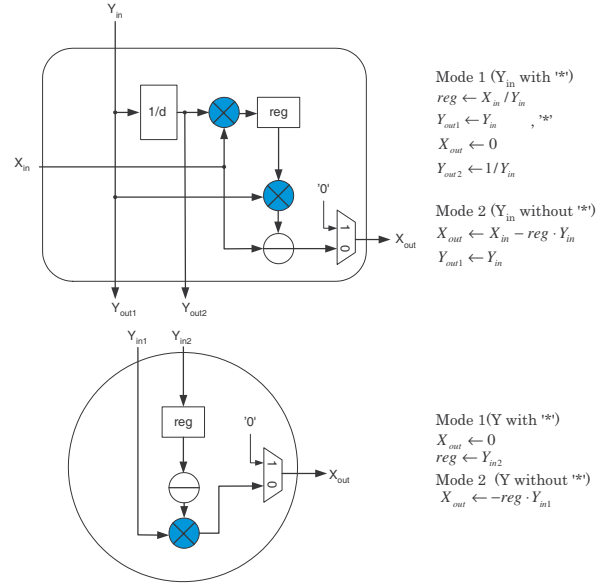 Y_in
1/d
reg
X_in
'0'
1
0
X_out
Y_out1 Y_out2
Mode 1 (Y_in with '*')
reg ← X_in / Y_in
Y_out1 ← Y_in , '*'
X_out ← 0
Y_out2 ← 1/Y_in
Mode 2 (Y_in without '*')
X_out ← X_in − reg · Y_in
Y_out1 ← Y_in
Y_in1 Y_in2
reg
'0'
1
0
X_out
Mode 1(Y with '*')
X_out ← 0
reg ← Y_in2
Mode 2 (Y without '*')
X_out ← −reg · Y_in1